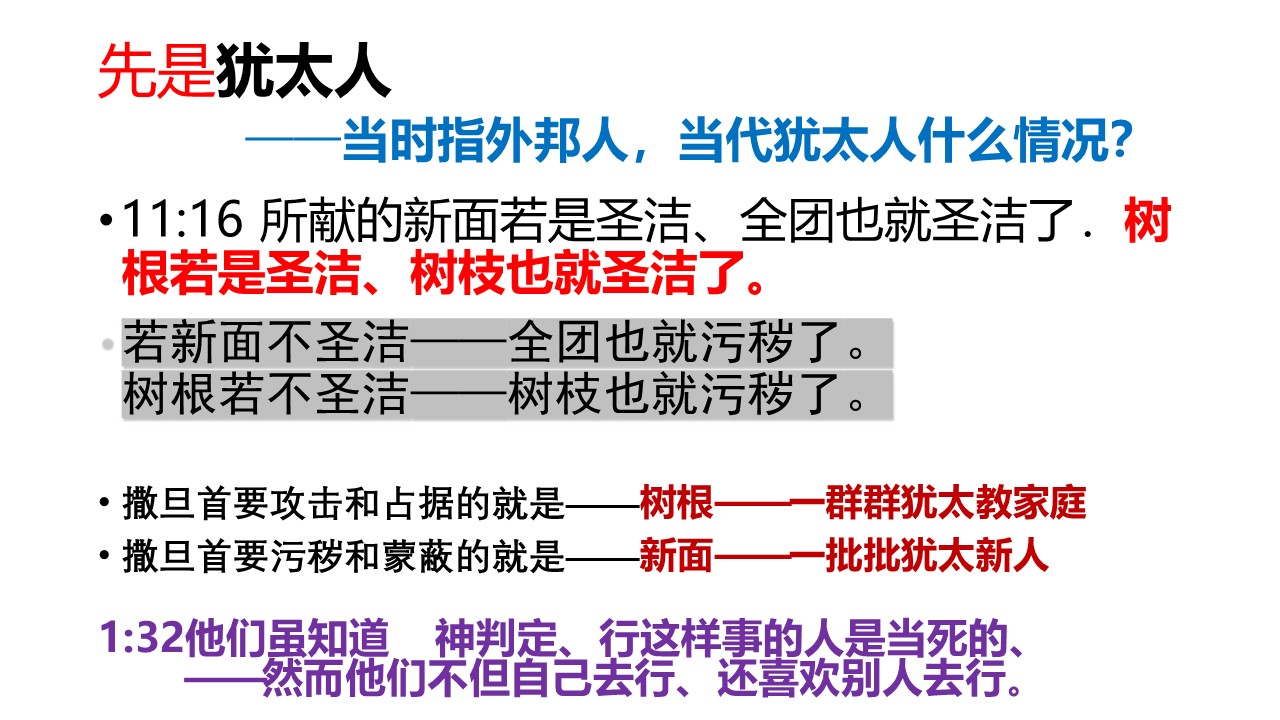 先是犹太人
——当时指外邦人，当代犹太人什么情况？
•11:16 所献的新面若是圣洁、全团也就圣洁了．树
根若是圣洁、树枝也就圣洁了。
•若新面不圣洁——全团也就污秽了。
树根若不圣洁——树枝也就污秽了。
•撒旦首要攻击和占据的就是——树根——一群群犹太教家庭
•撒旦首要污秽和蒙蔽的就是——新面——一批批犹太新人
1:32他们虽知道　神判定、行这样事的人是当死的、
——然而他们不但自己去行、还喜欢别人去行。